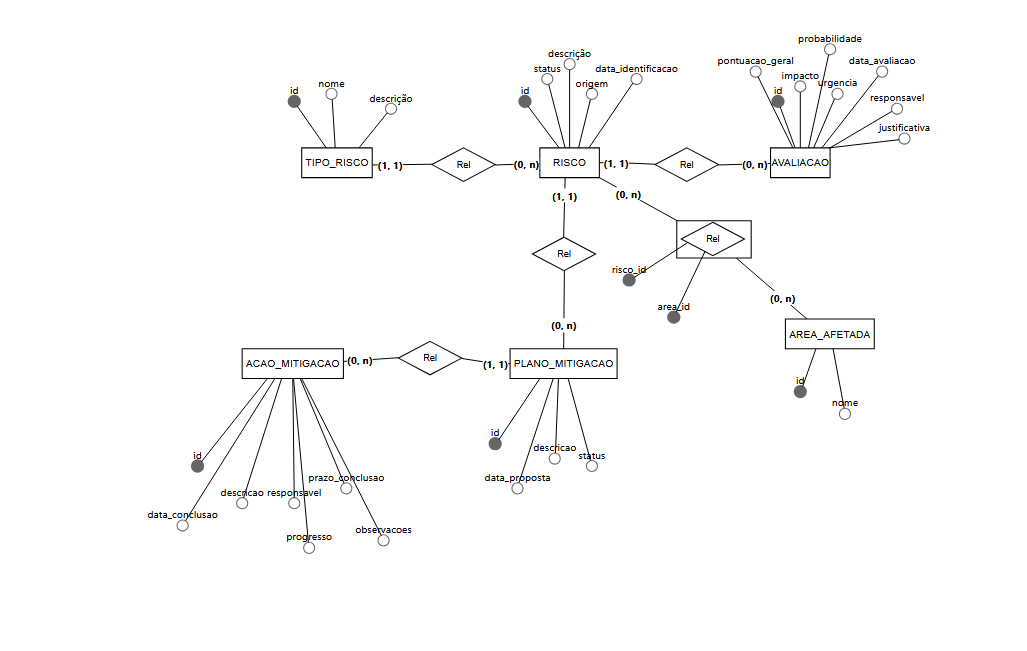 probabilidade
descrição
pontuacao_geral
data_avaliacao
status
data_identificacao
impacto
urgencia
nome
id
origem
id
id
descrição
responsavel
justificativa
TIPO_RISCO
(1, 1)
Rel
(0, n)
RISCO
(1, 1)
Rel
(0, n)
AVALIACAO
(1, 1)
(0, n)
Rel
Rel
risco_id
area_id
(0, n)
(0, n)
AREA_AFETADA
ACAO_MITIGACAO
(0, n)
Rel
(1, 1)
PLANO_MITIGACAO
id
nome
id
descricao
status
id
prazo_conclusao
data_proposta
descricao
responsavel
data_conclusao
observacoes
progresso